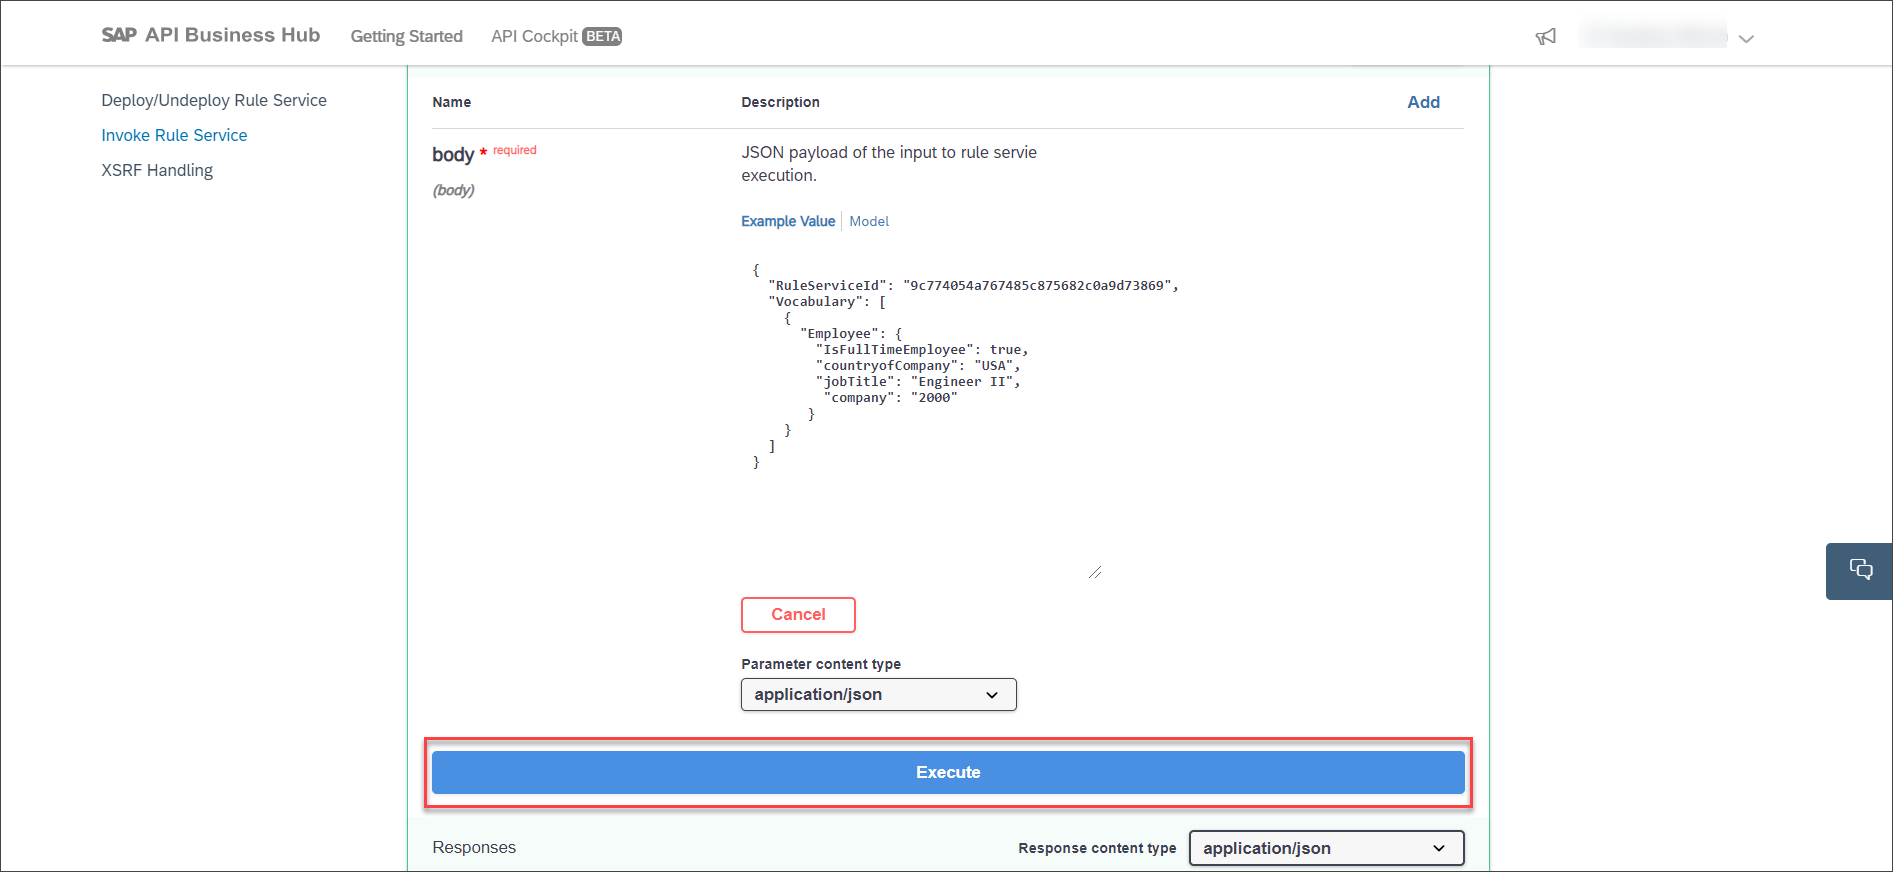 SAP API Business Hub Getting Started API Cockpit BETA
Deploy/Undeploy Rule Service
Invoke Rule Service
XSRF Handling
Name Description Add
body * required
(body)
JSON payload of the input to rule servie
execution.
Example Value Model
{
"RuleServiceId": "9c774054a767485c875682c0a9d73869",
"Vocabulary": [
{
"Employee": {
"IsFullTimeEmployee": true,
"countryofCompany": "USA",
"jobTitle": "Engineer II",
"company": "2000"
}
}
]
}
Cancel
Parameter content type
application/json
Execute
Responses Response content type application/json